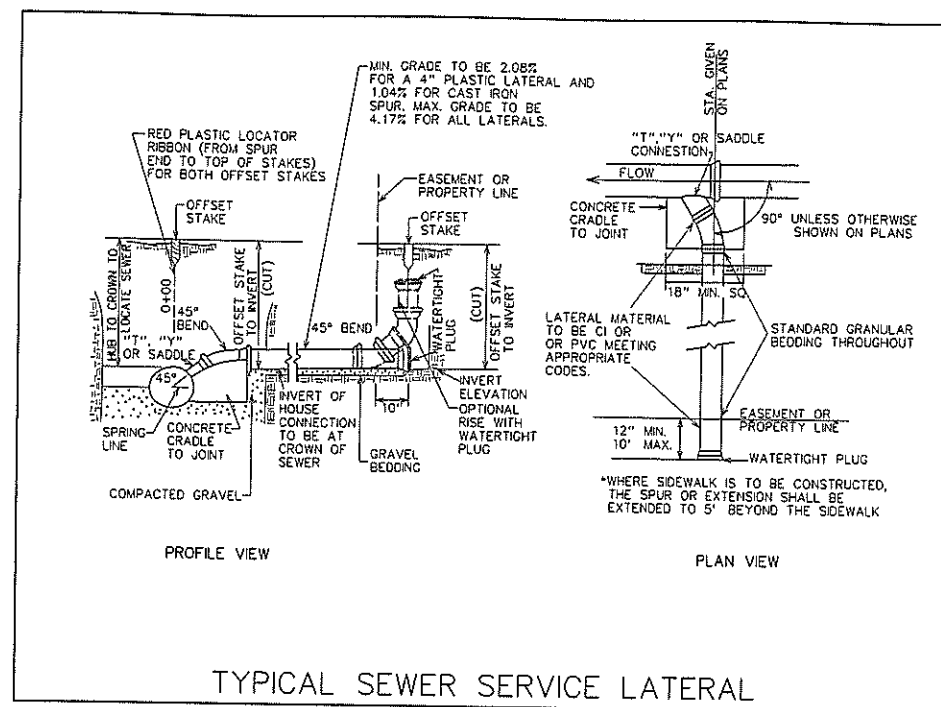 MIN. GRADE TO BE 2.08%
FOR A 4" PLASTIC LATERAL AND
1.04% FOR CAST IRON
SPUR. MAX. GRADE TO BE
4.17% FOR ALL LATERALS.
RED PLASTIC LOCATOR
RIBBON (FROM SPUR
END TO TOP OF STAKES)
FOR BOTH OFFSET STAKES
EASEMENT OR
PROPERTY LINE
OFFSET
STAKE
OFFSET
STAKE
HUB TO CROWN TO
LOCATE SEWER
0+00
45°
BEND
"T", "Y"
OR SADDLE
OFFSET STAKE
TO INVERT
(CUT)
45° BEND
WATERTIGHT
PLUG
OFFSET STAKE
TO INVERT
(CUT)
45°
10"
SPRING
LINE
CONCRETE
CRADLE
TO JOINT
INVERT OF
HOUSE
CONNECTION
TO BE AT
CROWN OF
SEWER
GRAVEL
BEDDING
INVERT
ELEVATION
OPTIONAL
RISE WITH
WATERTIGHT
PLUG
COMPACTED GRAVEL
PROFILE VIEW
STA. GIVEN
ON PLANS
"T","Y" OR SADDLE
CONNESTION
FLOW
CONCRETE
CRADLE
TO JOINT
90° UNLESS OTHERWISE
SHOWN ON PLANS
18" MIN. SQ.
LATERAL MATERIAL
TO BE CI OR
OR PVC MEETING
APPROPRIATE
CODES.
STANDARD GRANULAR
BEDDING THROUGHOUT
EASEMENT OR
PROPERTY LINE
12" MIN.
10' MAX.
WATERTIGHT PLUG
*WHERE SIDEWALK IS TO BE CONSTRUCTED,
THE SPUR OR EXTENSION SHALL BE
EXTENDED TO 5' BEYOND THE SIDEWALK
PLAN VIEW
TYPICAL SEWER SERVICE LATERAL